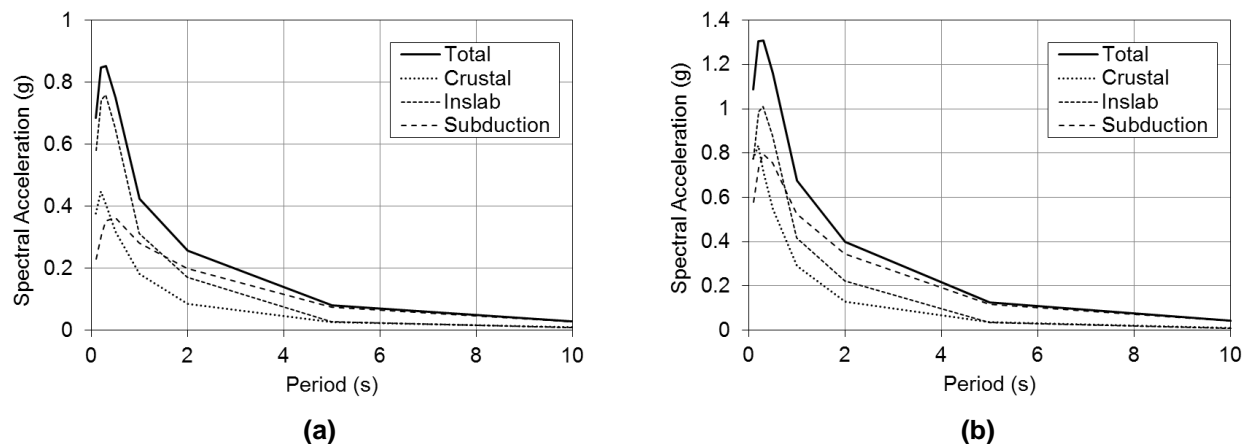 1
0.8
0.6
0.4
0.2
0
Spectral Acceleration (g)
Total
Crustal
Inslab
Subduction
0 2 4 6 8 10
Period (s)
(a)
1.4
1.2
1
0.8
0.6
0.4
0.2
0
Spectral Acceleration (g)
Total
Crustal
Inslab
Subduction
0 2 4 6 8 10
Period (s)
(b)